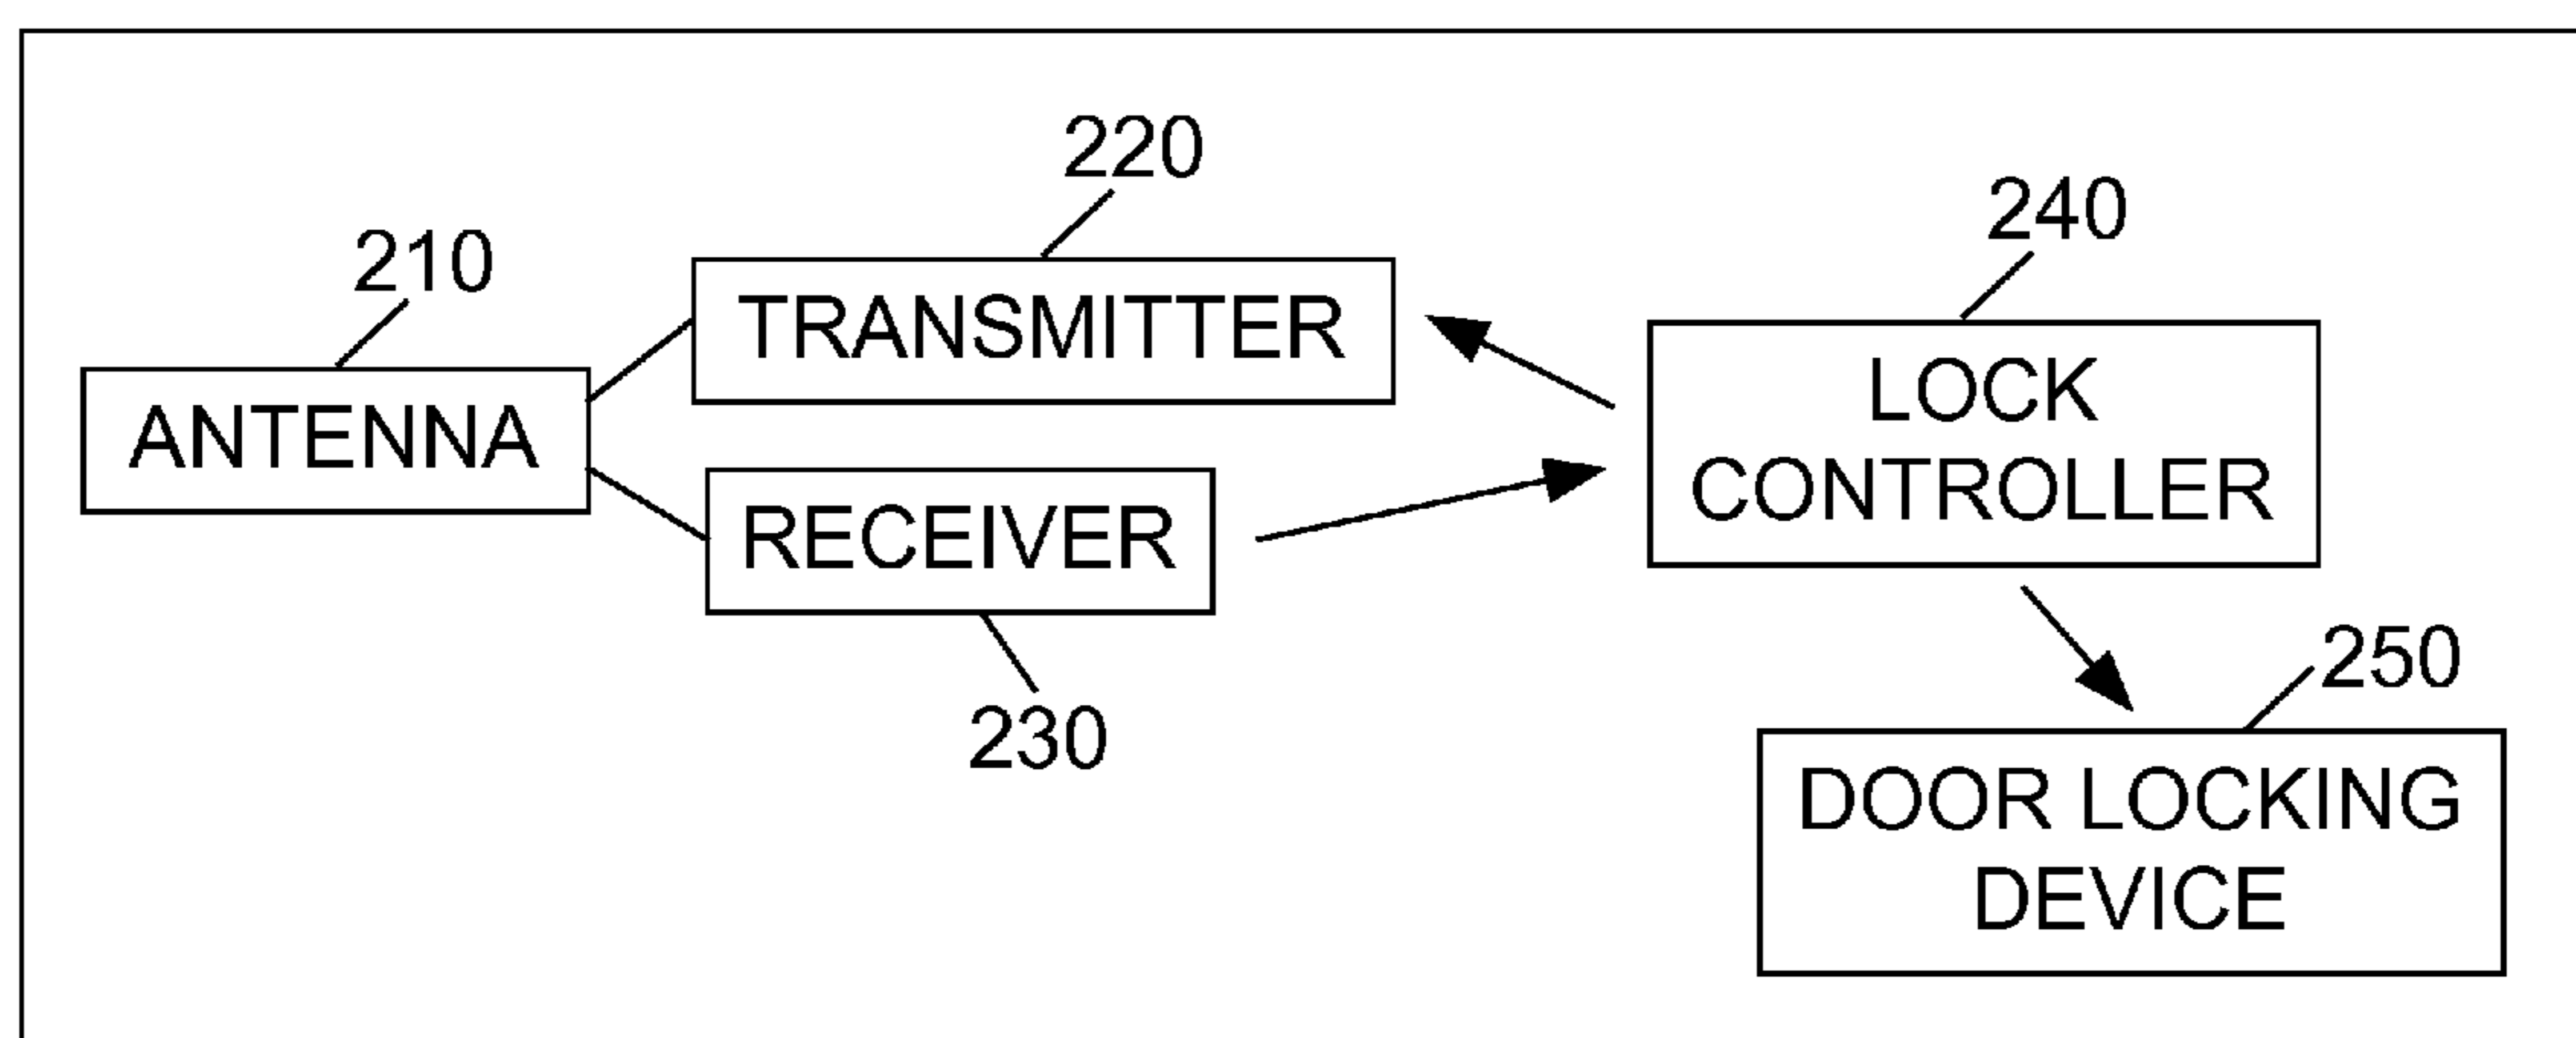 220
240
210
TRANSMITTER
LOCK
CONTROLLER
ANTENNA
RECEIVER
250
230
DOOR LOCKING
DEVICE